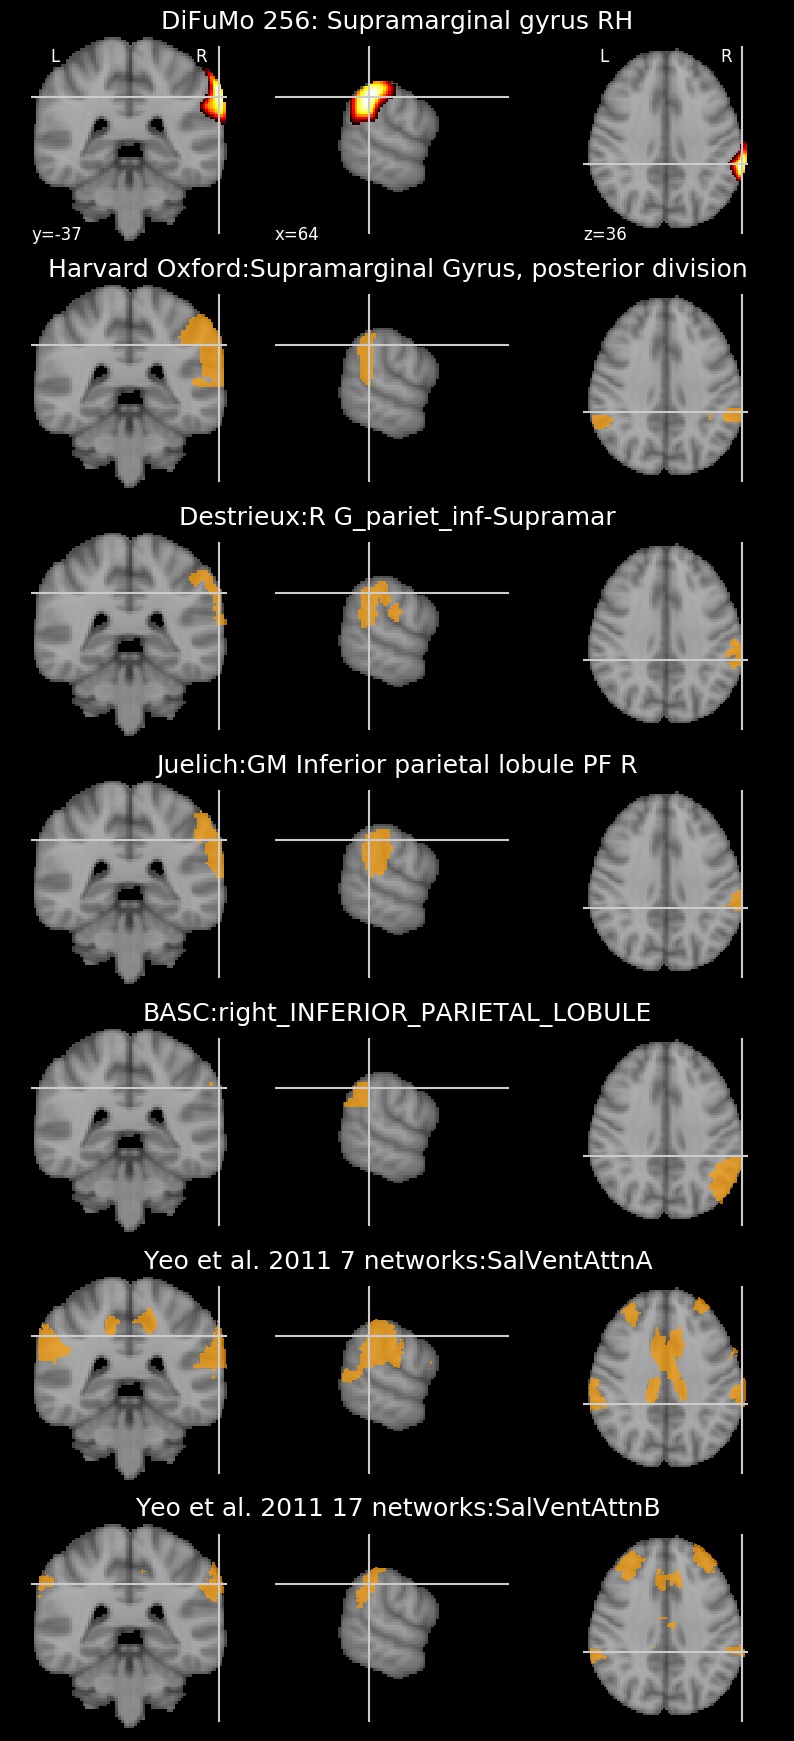 DiFuMo 256: Supramarginal gyrus RH
L R L R
y=-37 x=64 z=36
Harvard Oxford:Supramarginal Gyrus, posterior division
Destrieux:R G_pariet_inf-Supramar
Juelich:GM Inferior parietal lobule PF R
BASC:right_INFERIOR_PARIETAL_LOBULE
Yeo et al. 2011 7 networks:SalVentAttnA
Yeo et al. 2011 17 networks:SalVentAttnB